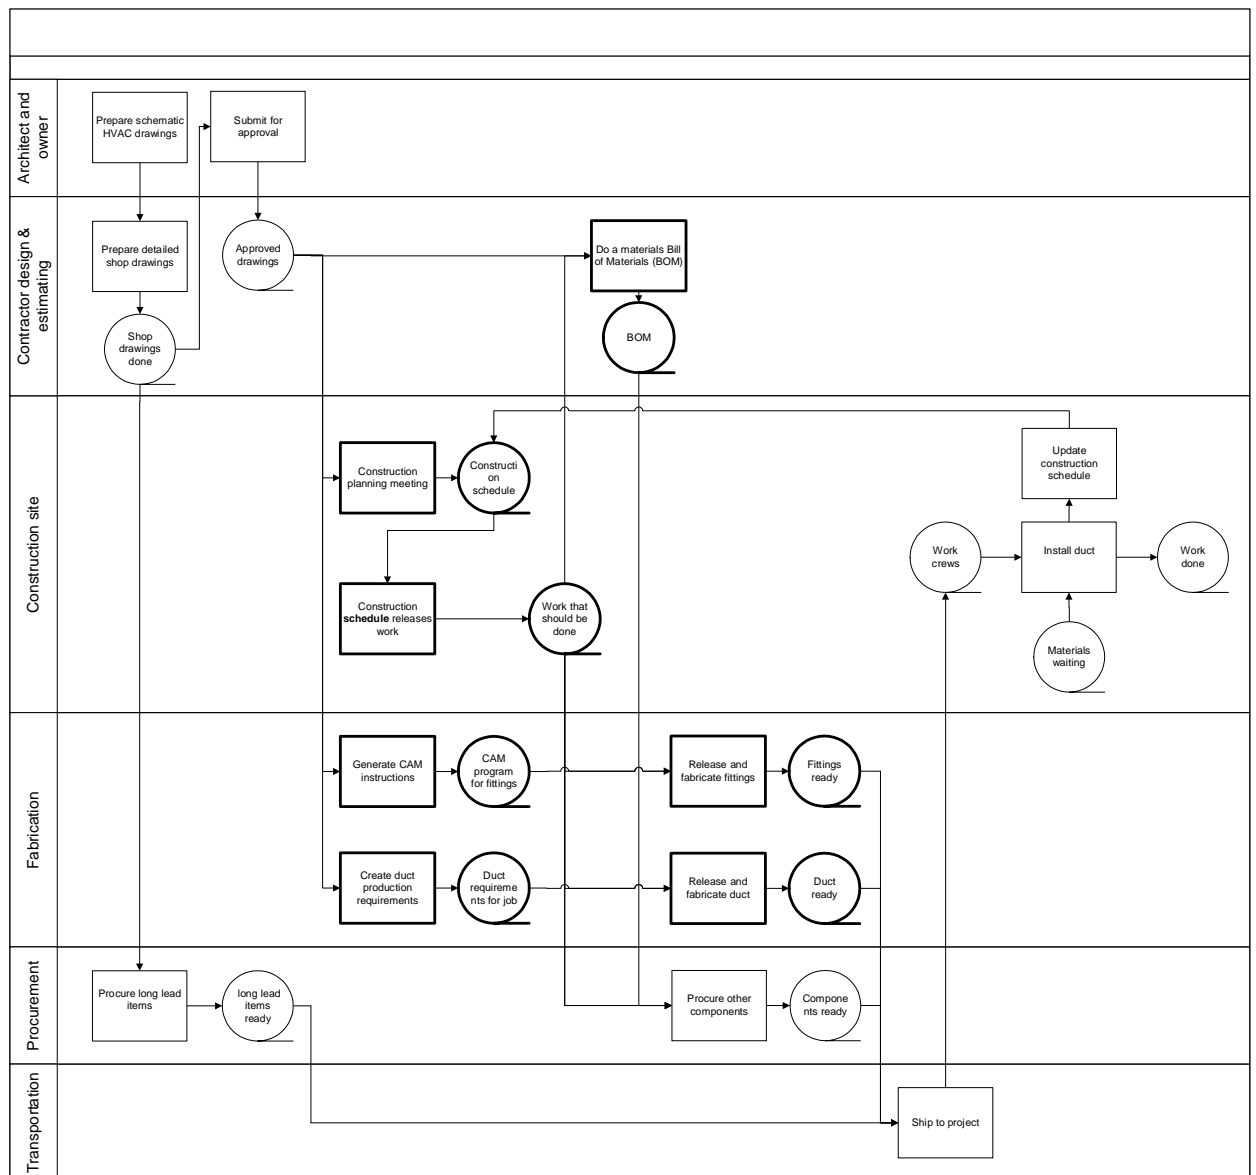 Architect and
owner
Prepare schematic
HVAC drawings
Submit for
approval
Contractor design &
estimating
Prepare detailed
shop drawings
Shop
drawings
done
Approved
drawings
Do a materials Bill
of Materials (BOM)
BOM
Construction site
Construction
planning meeting
Constructi
on
schedule
Construction
schedule releases
work
Work that
should be
done
Update
construction
schedule
Work
crews
Install duct
Work
done
Materials
waiting
Fabrication
Generate CAM
instructions
CAM
program
for fittings
Release and
fabricate fittings
Fittings
ready
Create duct
production
requirements
Duct
requireme
nts for job
Release and
fabricate duct
Duct
ready
Procurement
Procure long lead
items
long lead
items
ready
Procure other
components
Compone
nts ready
Transportation
Ship to project